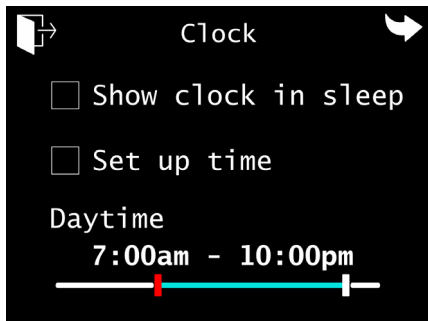 Clock
Show clock in sleep
Set up time
Daytime
7:00am - 10:00pm